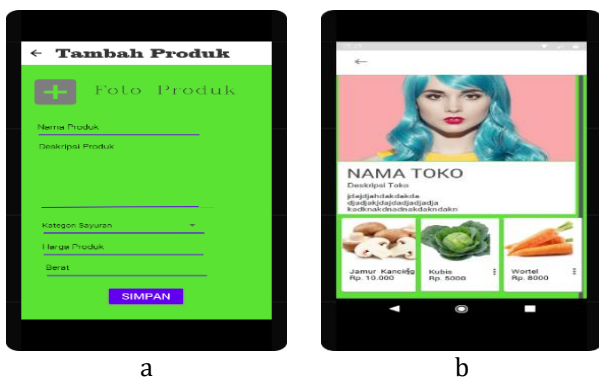 ← Tambah Produk
+ Foto Produk
Nama Produk
Deskripsi Produk
Kategori Sayuran
Harga Produk
Berat
SIMPAN
a
←
NAMA TOKO
Deskripsi Toko
jdajdjahdakdakda
djadjakjdajdadjadjadja
kadknakdnadnakdakndakn
Jamur Kancing
Rp. 10.000
Kubis
Rp. 5000
Wortel
Rp. 8000
b